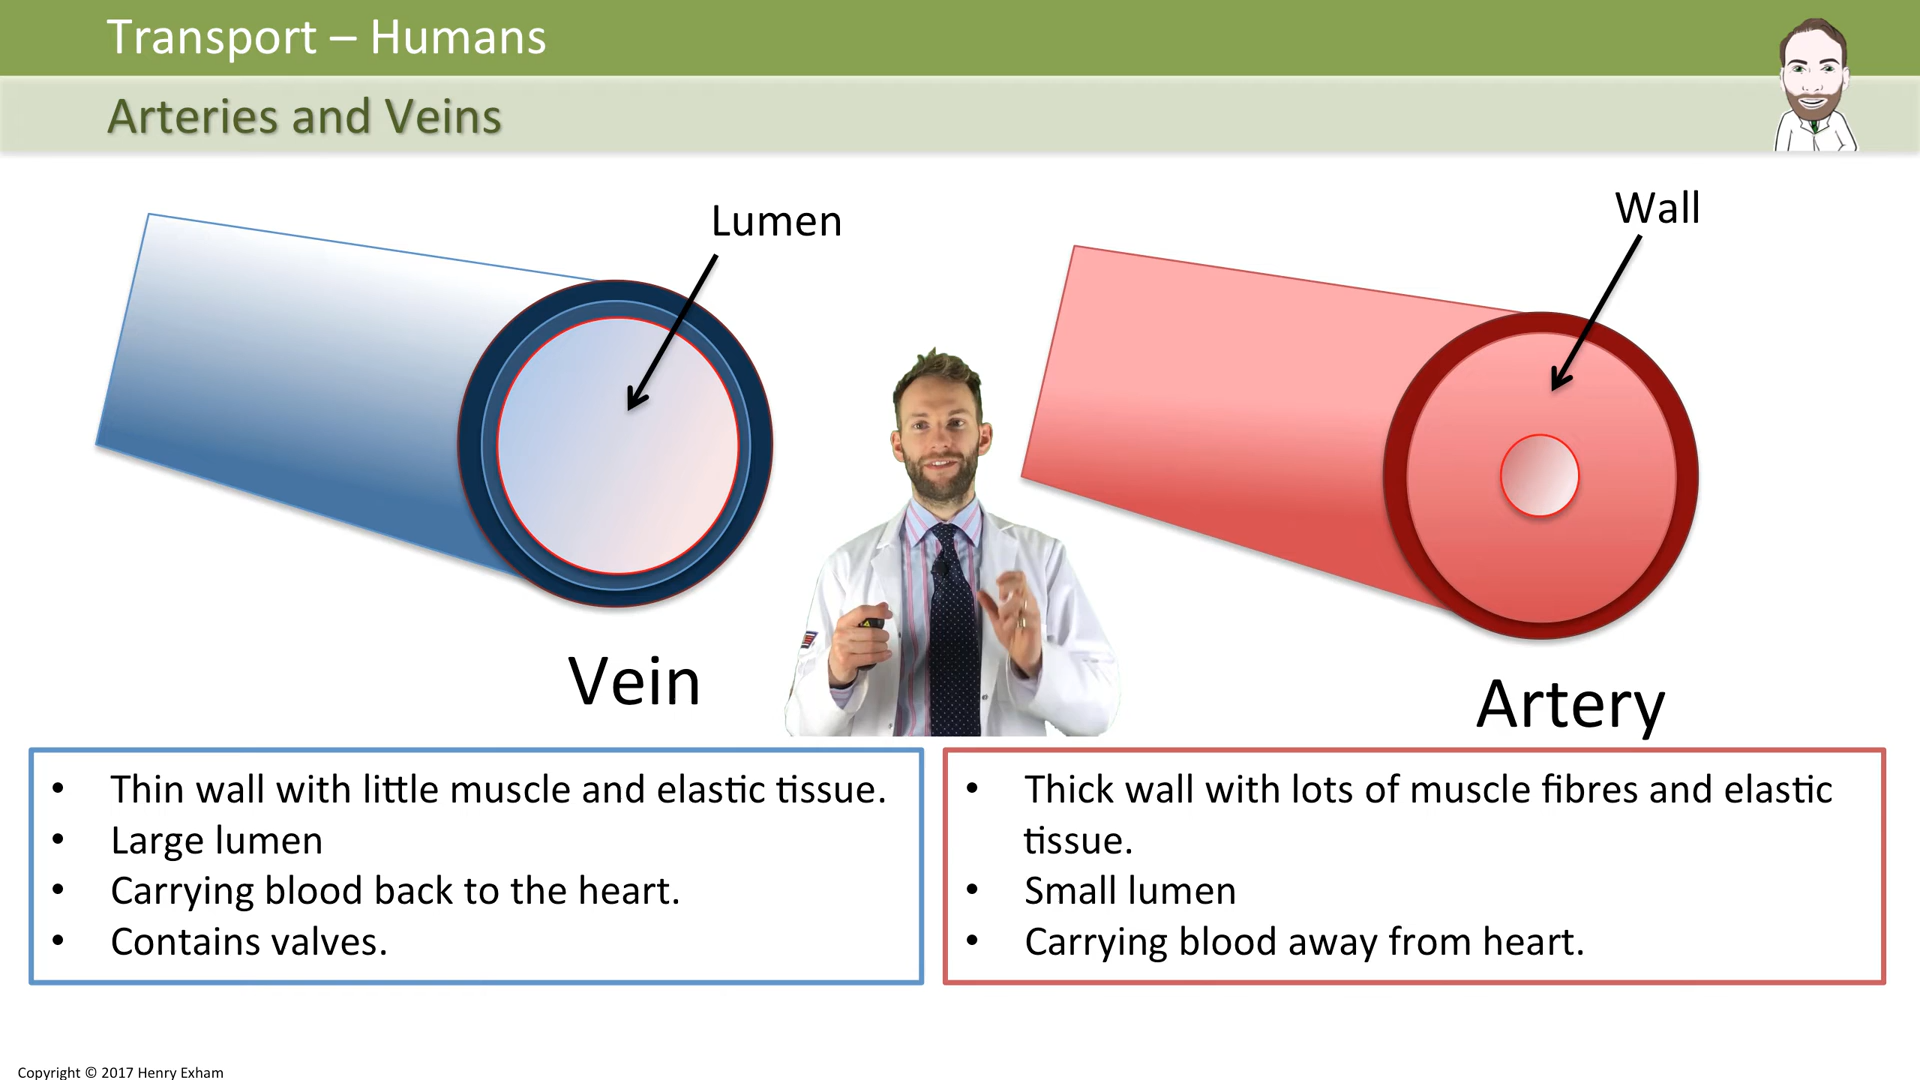 Transport – Humans
Arteries and Veins
Lumen
Wall
Vein
Artery
• Thin wall with little muscle and elastic tissue.
• Large lumen
• Carrying blood back to the heart.
• Contains valves.
• Thick wall with lots of muscle fibres and elastic
tissue.
• Small lumen
• Carrying blood away from heart.
Copyright © 2017 Henry Exham